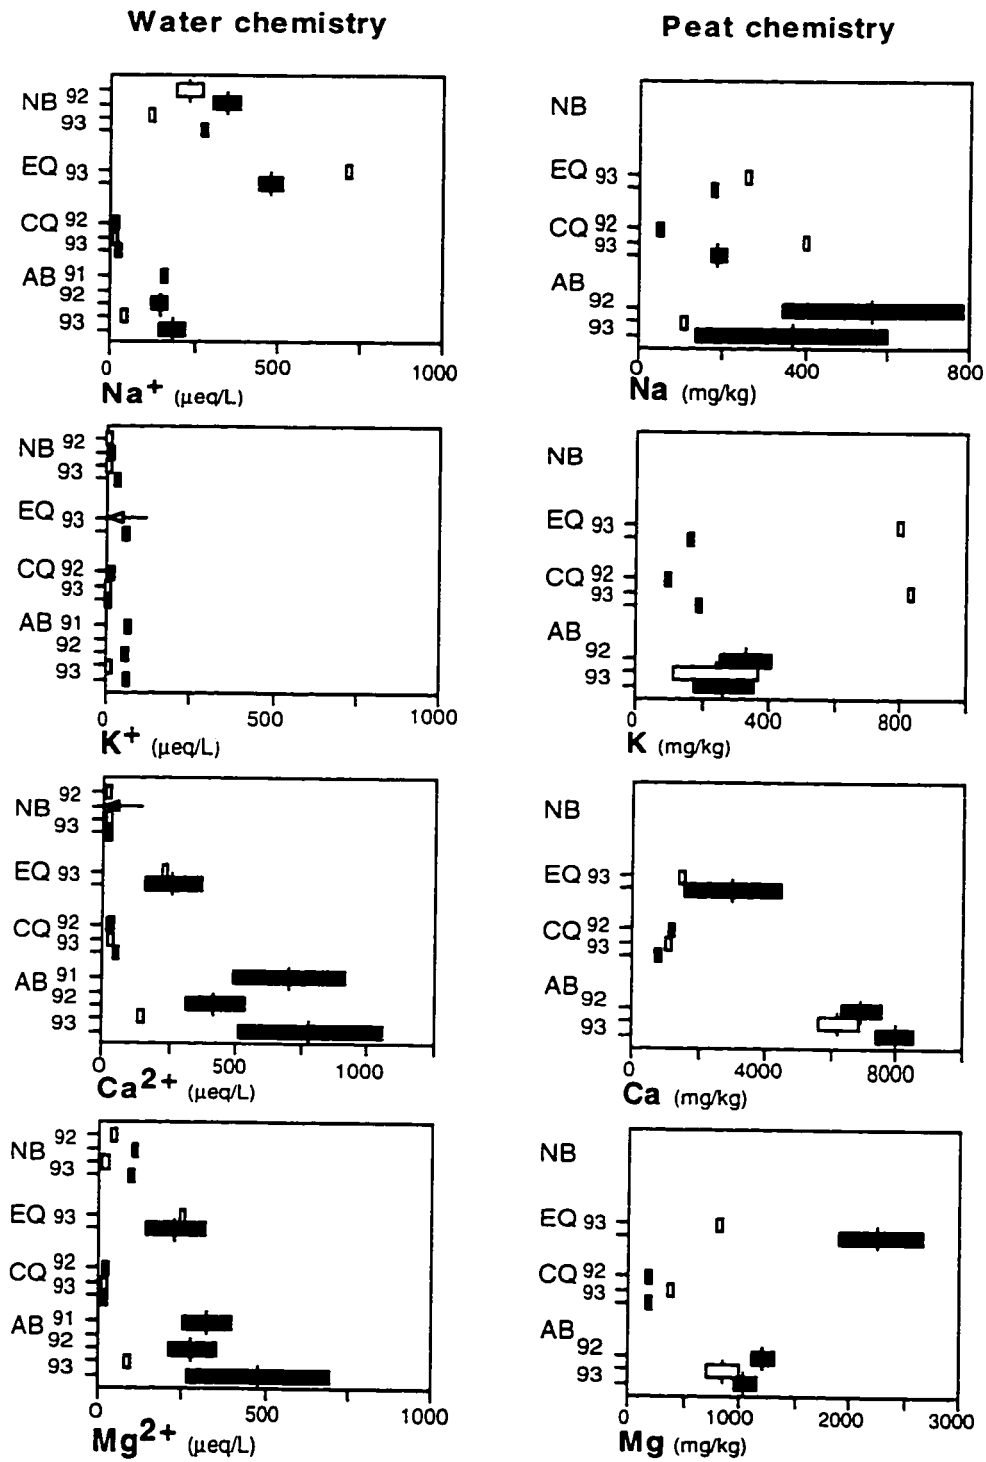 Water chemistry
Peat chemistry
NB 92
93
EQ 93
CQ 92
93
AB 91
92
93
0 500 1000
Na+ (µeq/L)
NB
EQ 93
CQ 92
93
AB
92
93
0 400 800
Na (mg/kg)
NB 92
93
EQ 93
CQ 92
93
AB 91
92
93
0 500 1000
K+ (µeq/L)
NB
EQ 93
CQ 92
93
AB
92
93
0 400 800
K (mg/kg)
92
NB
93
EQ 93
CQ 92
93
AB 91
92
93
0 500 1000
Ca2+ (µeq/L)
NB
EQ 93
CQ 92
93
AB 92
93
0 4000 8000
Ca (mg/kg)
NB 92
93
EQ 93
CQ 92
93
AB 91
92
93
0 500 1000
Mg2+ (µeq/L)
NB
EQ 93
CQ 92
93
AB
92
93
0 1000 2000 3000
Mg (mg/kg)